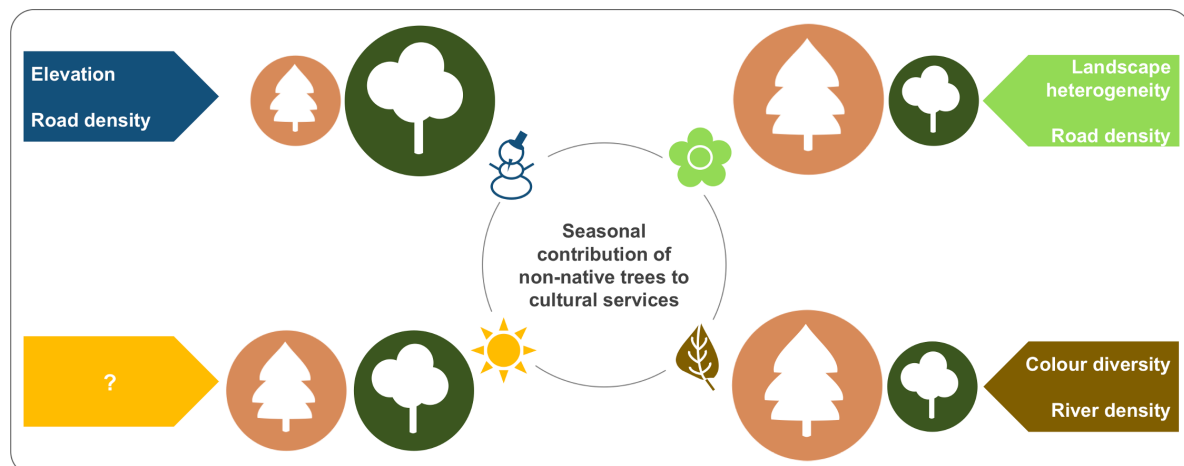 Elevation
Road density
Landscape
heterogeneity
Road density
Seasonal
contribution of
non-native trees to
cultural services
?
Colour diversity
River density